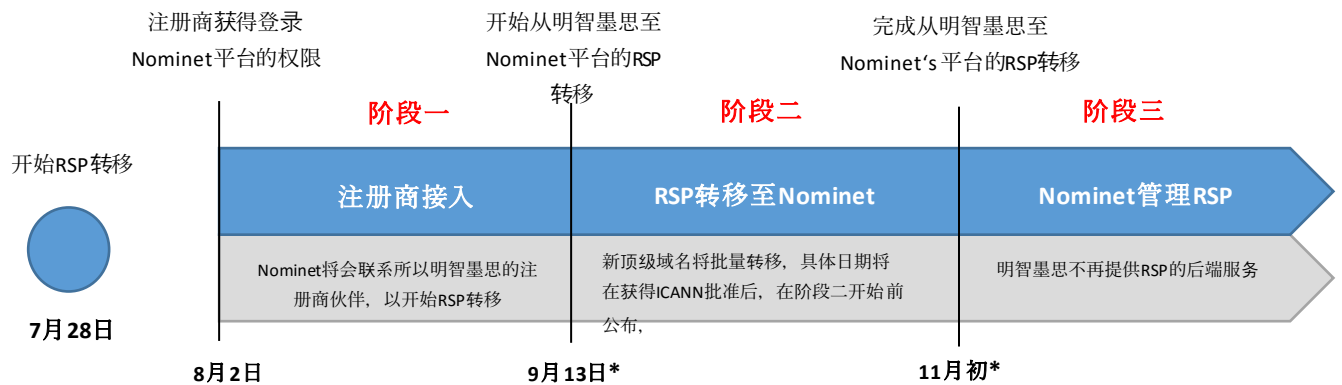 注册商获得登录
Nominet平台的权限
开始从明智墨思至
Nominet平台的RSP
转移
完成从明智墨思至
Nominet‘s 平台的RSP转移
阶段一
阶段二
阶段三
开始RSP转移
注册商接入
RSP转移至Nominet
Nominet管理RSP
Nominet将会联系所以明智墨思的注
册商伙伴，以开始RSP转移
新顶级域名将批量转移，具体日期将
在获得ICANN批准后，在阶段二开始前
公布，
明智墨思不再提供RSP的后端服务
7月28日
8月2日
9月13日*
11月初*